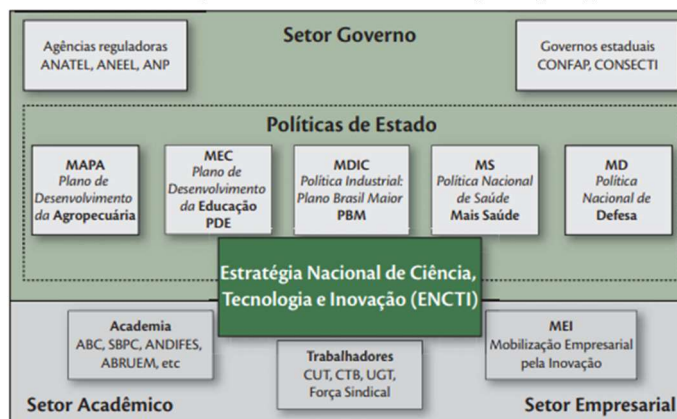 Setor Governo
Agências reguladoras
ANATEL, ANEEL, ANP
Governos estaduais
CONFAP, CONSECTI
Políticas de Estado
MAPA
Plano de
Desenvolvimento
da Agropecuária
MEC
Plano de
Desenvolvimento
da Educação
PDE
MDIC
Política Industrial:
Plano Brasil Maior
PBM
MS
Política Nacional
de Saúde
Mais Saúde
MD
Política
Nacional de
Defesa
Estratégia Nacional de Ciência,
Tecnologia e Inovação (ENCTI)
Academia
ABC, SBPC, ANDIFES,
ABRUEM, etc
Trabalhadores
CUT, CTB, UGT,
Força Sindical
MEI
Mobilização Empresarial
pela Inovação
Setor Acadêmico
Setor Empresarial